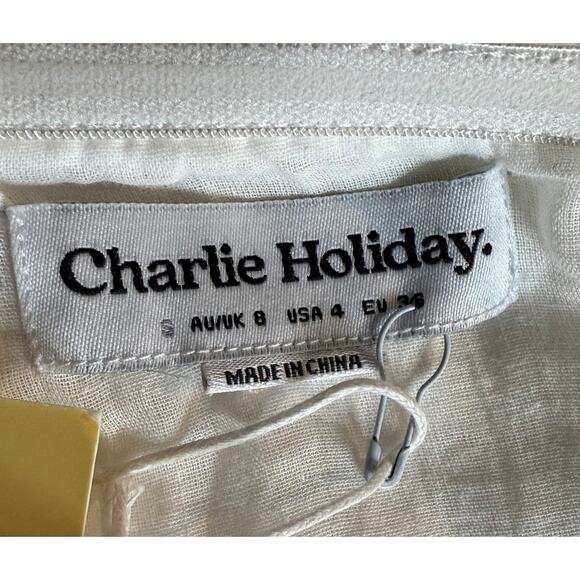 Charlie Holiday.
S AU/UK 8 USA 4 EU 36
MADE IN CHINA